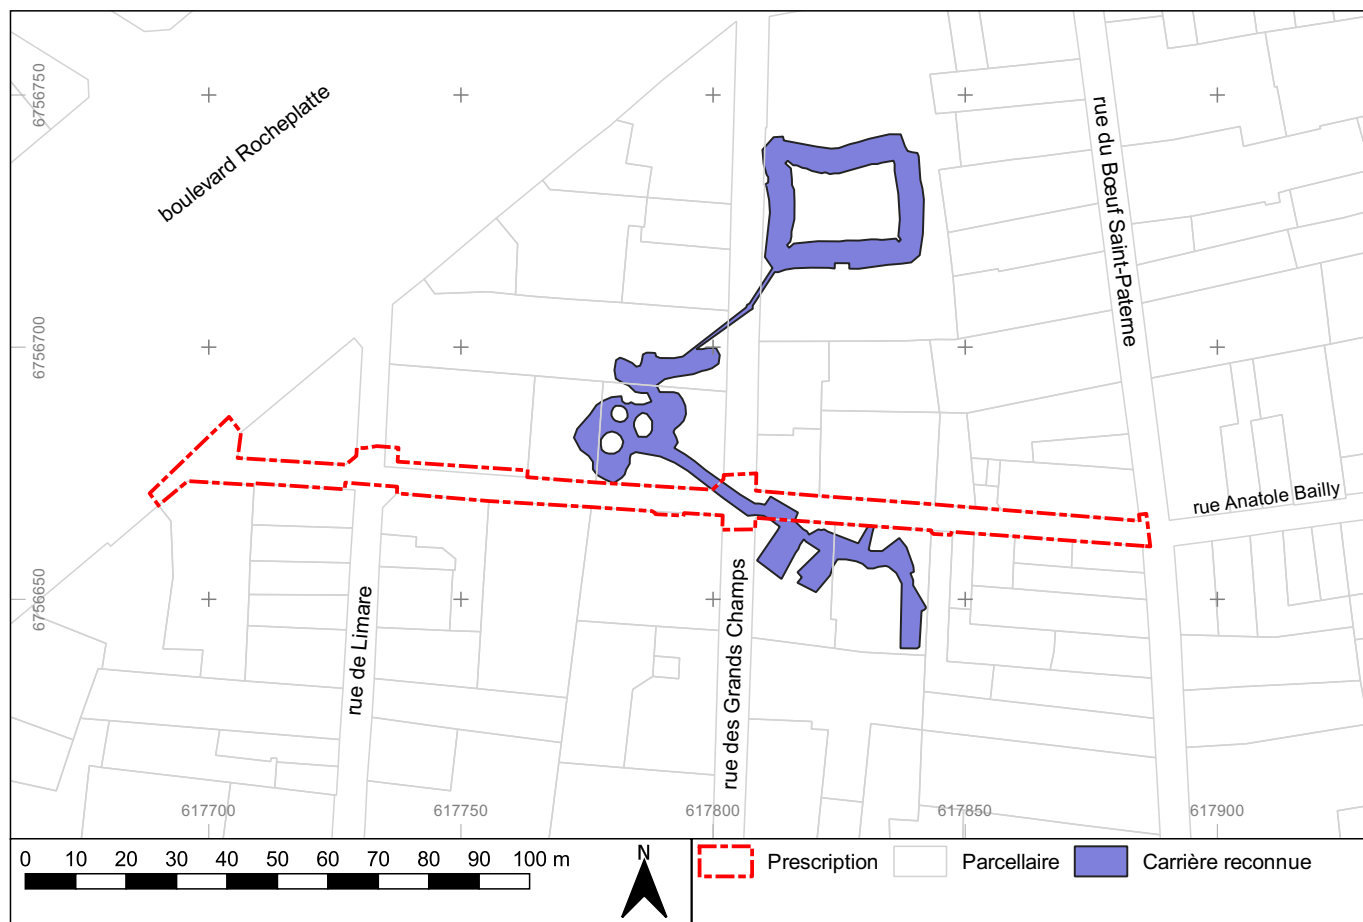 6756750
6756700
6756650
boulevard Rocheplatte
rue du Bœuf Saint-Paterne
rue Anatole Bailly
rue de Limare
rue des Grands Champs
617700 617750 617800 617850 617900
0 10 20 30 40 50 60 70 80 90 100 m
N
Prescription Parcellaire Carrière reconnue